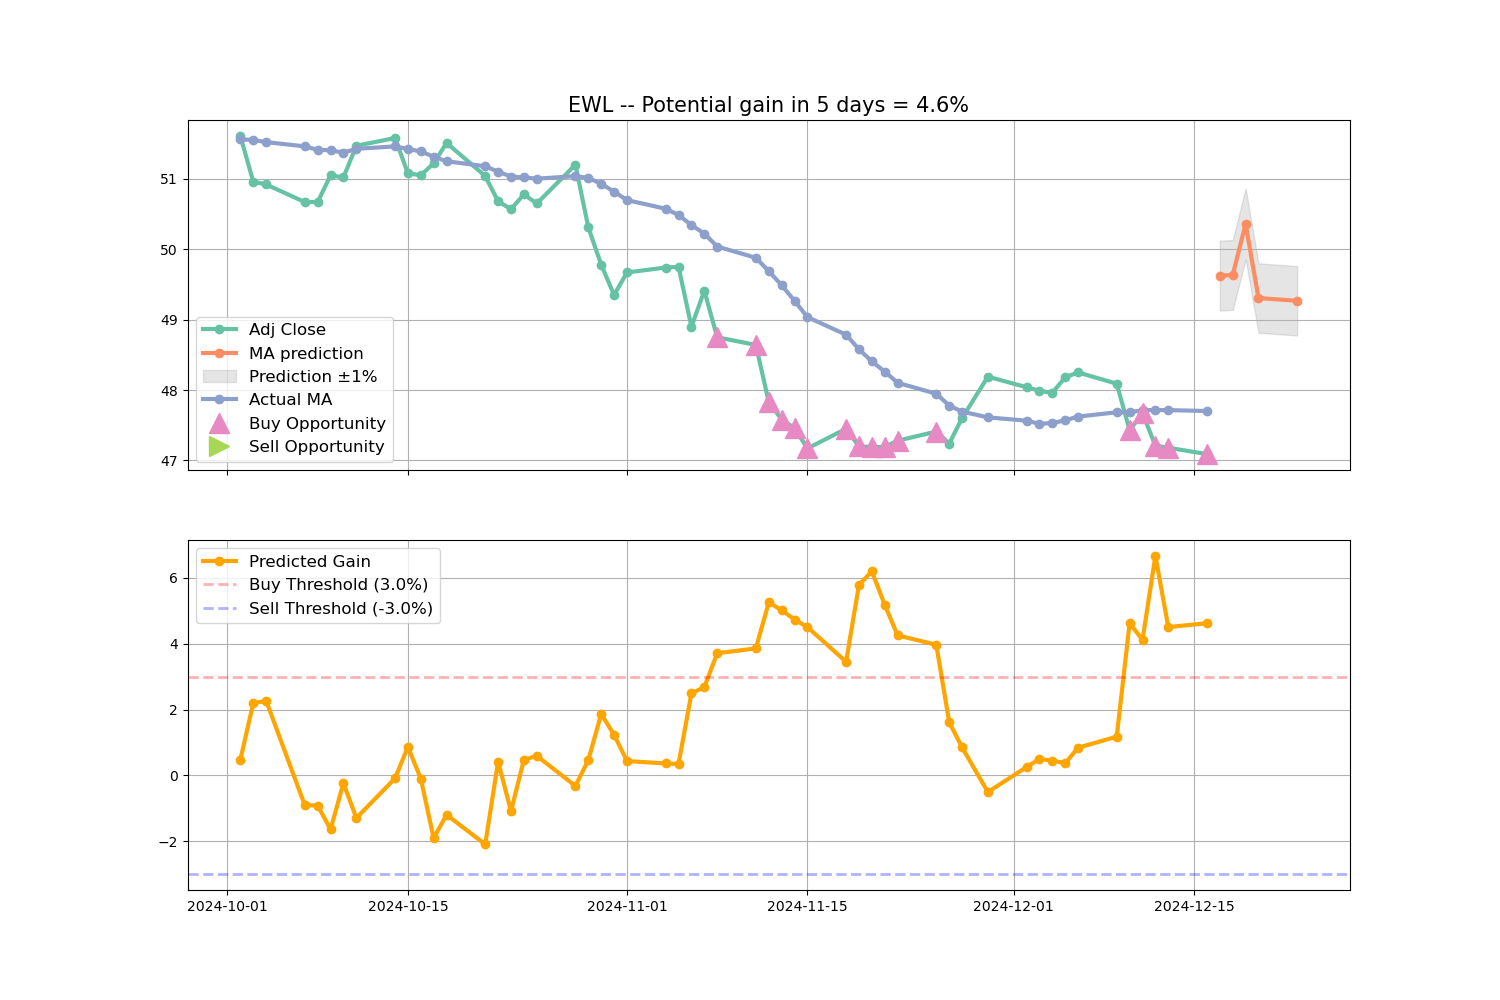 EWL -- Potential gain in 5 days = 4.6%
51
50
49
48
47
Adj Close
MA prediction
Prediction ±1%
Actual MA
Buy Opportunity
Sell Opportunity
6
4
2
0
−2
Predicted Gain
Buy Threshold (3.0%)
Sell Threshold (-3.0%)
2024-10-01
2024-10-15
2024-11-01
2024-11-15
2024-12-01
2024-12-15